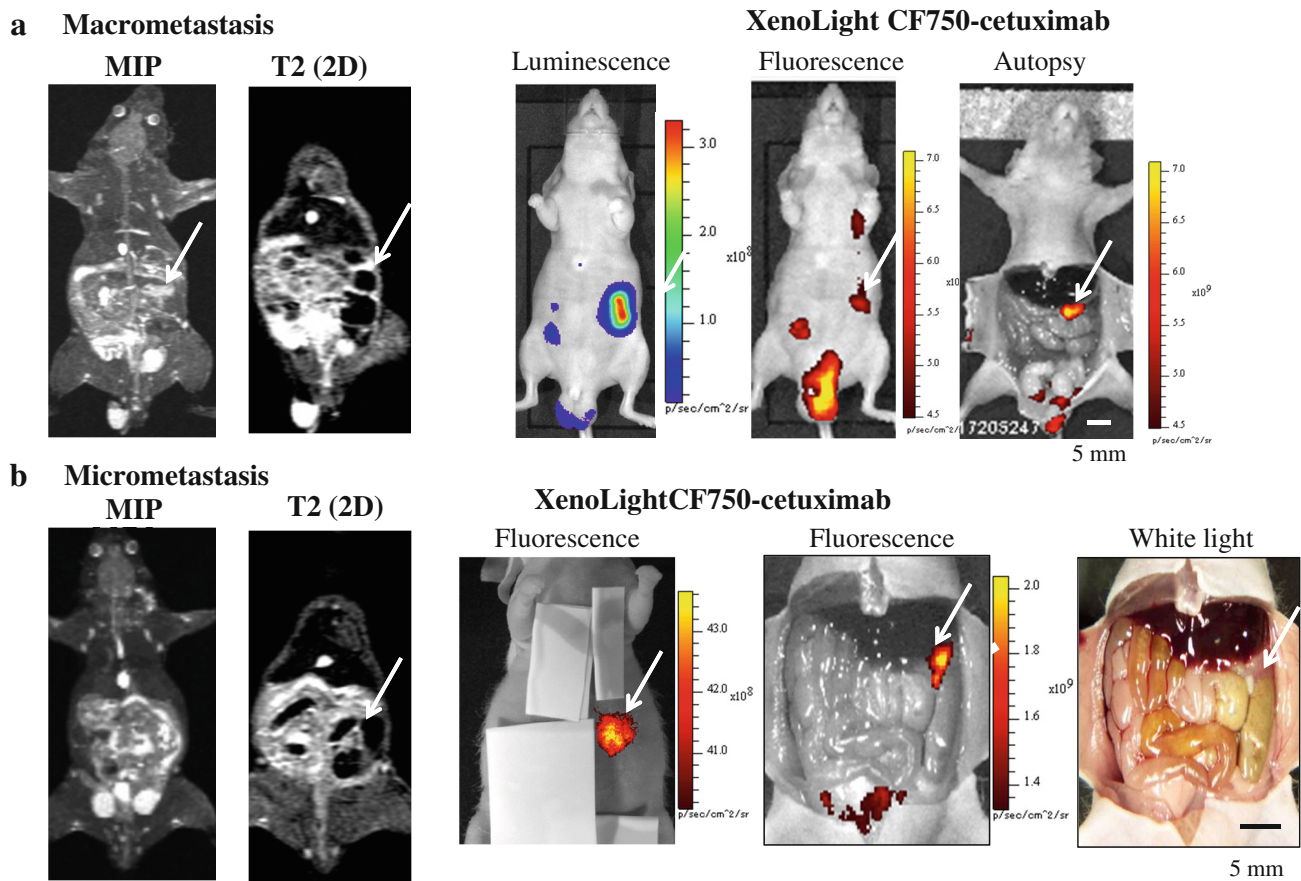 a Macrometastasis
XenoLight CF750-cetuximab
MIP
T2 (2D)
Luminescence
Fluorescence
Autopsy
3.0
2.0
1.0
p/sec/cm^2/sr
7.0
6.5
6.0
5.5
5.0
4.5
p/sec/cm^2/
7.0
6.5
6.0
x10⁹
5.5
5.0
4.5
p/sec/cm^2/sr
7205247
5 mm
b Micrometastasis
MIP
T2 (2D)
XenoLightCF750-cetuximab
Fluorescence
Fluorescence
White light
43.0
x10⁸
42.0
41.0
p/sec/cm^2/sr
2.0
1.8
x10⁹
1.6
1.4
p/sec/cm^2/sr
5 mm